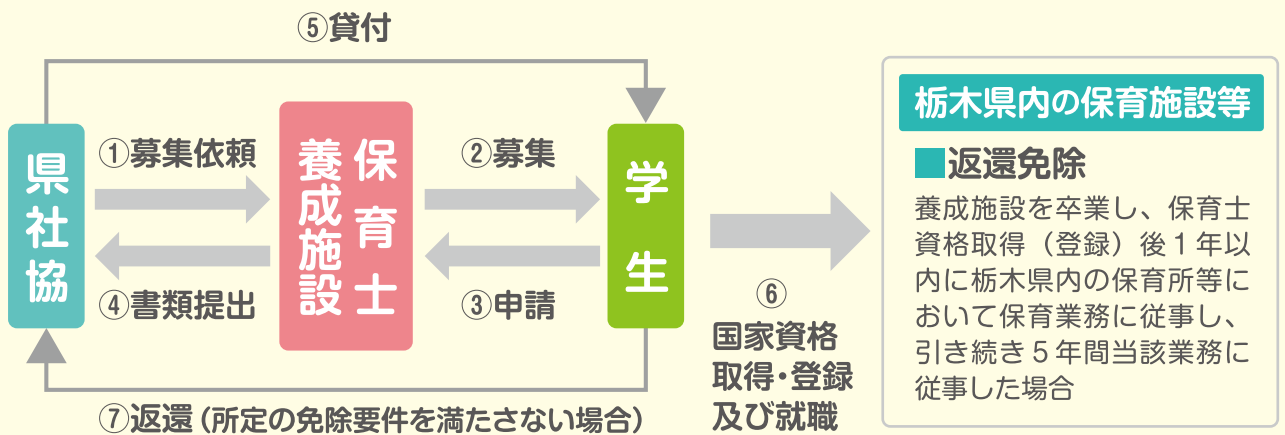 ⑤貸付
県社協
①募集依頼
保育士
養成施設
②募集
学生
④書類提出
③申請
⑦返還(所定の免除要件を満たさない場合)
⑥
国家資格
取得・登録
及び就職
栃木県内の保育施設等
■返還免除
養成施設を卒業し、保育士
資格取得(登録)後1年以
内に栃木県内の保育所等に
おいて保育業務に従事し、
引き続き5年間当該業務に
従事した場合